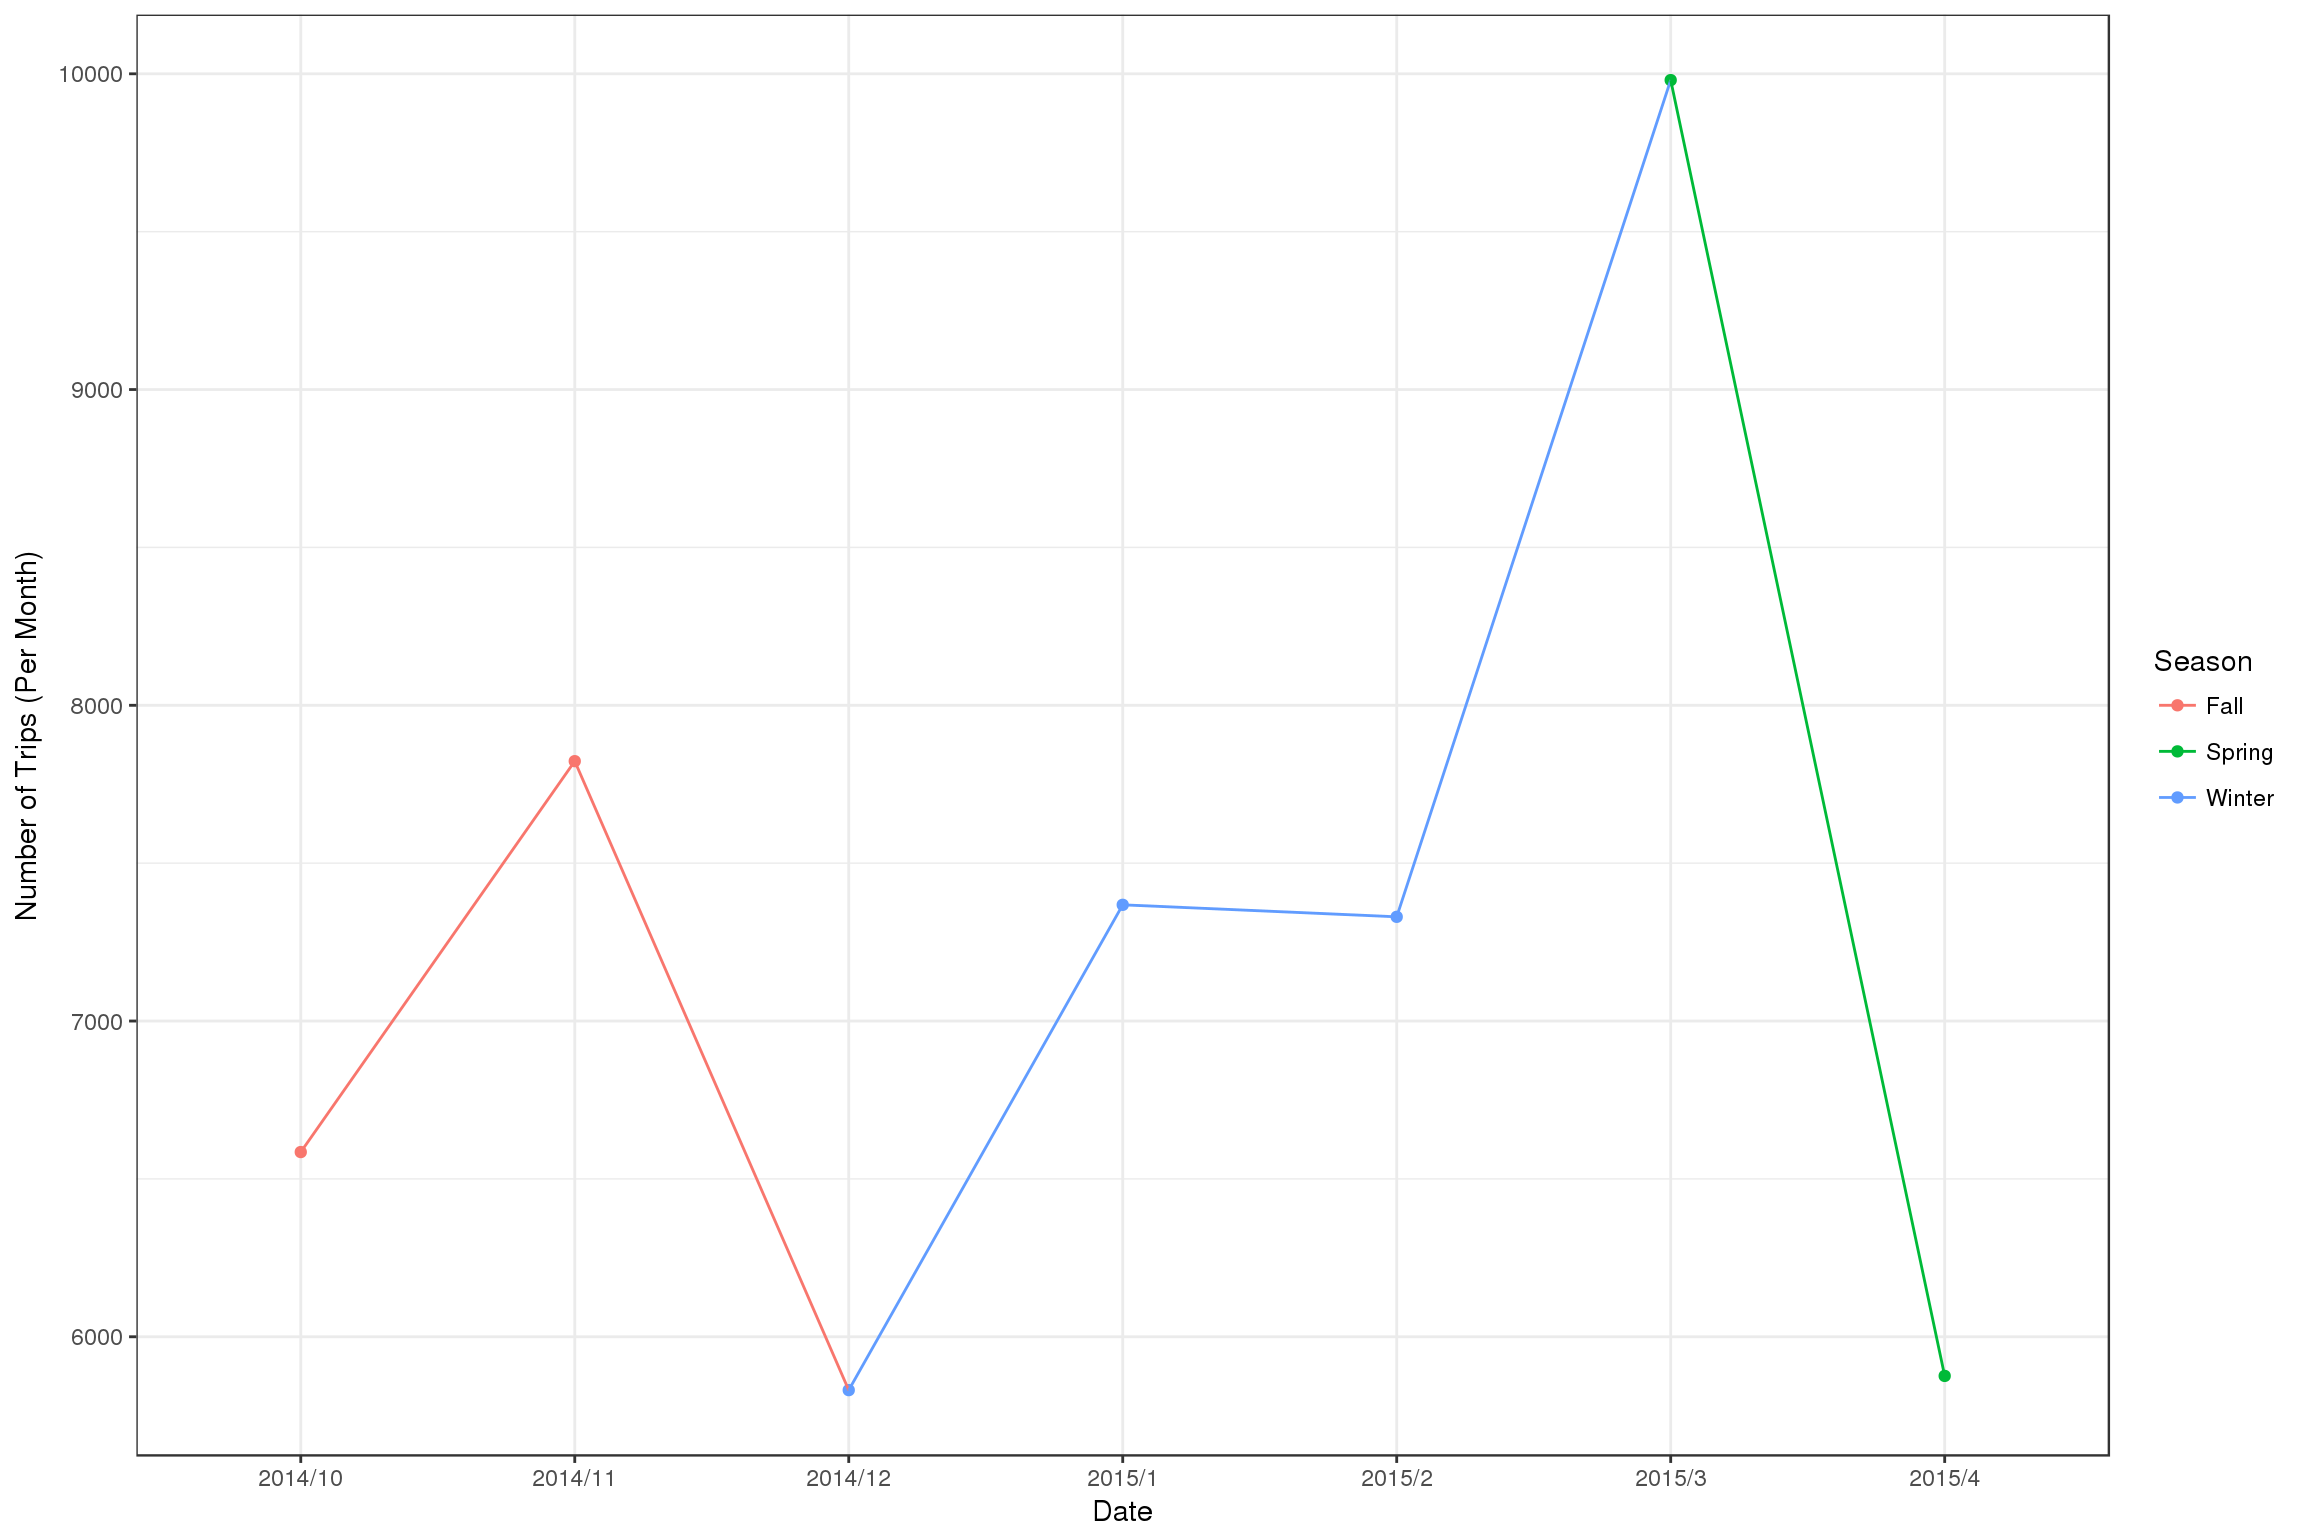 Number of Trips (Per Month)
10000
9000
8000
7000
6000
2014/10 2014/11 2014/12 2015/1 2015/2 2015/3 2015/4
Date
Season
Fall
Spring
Winter